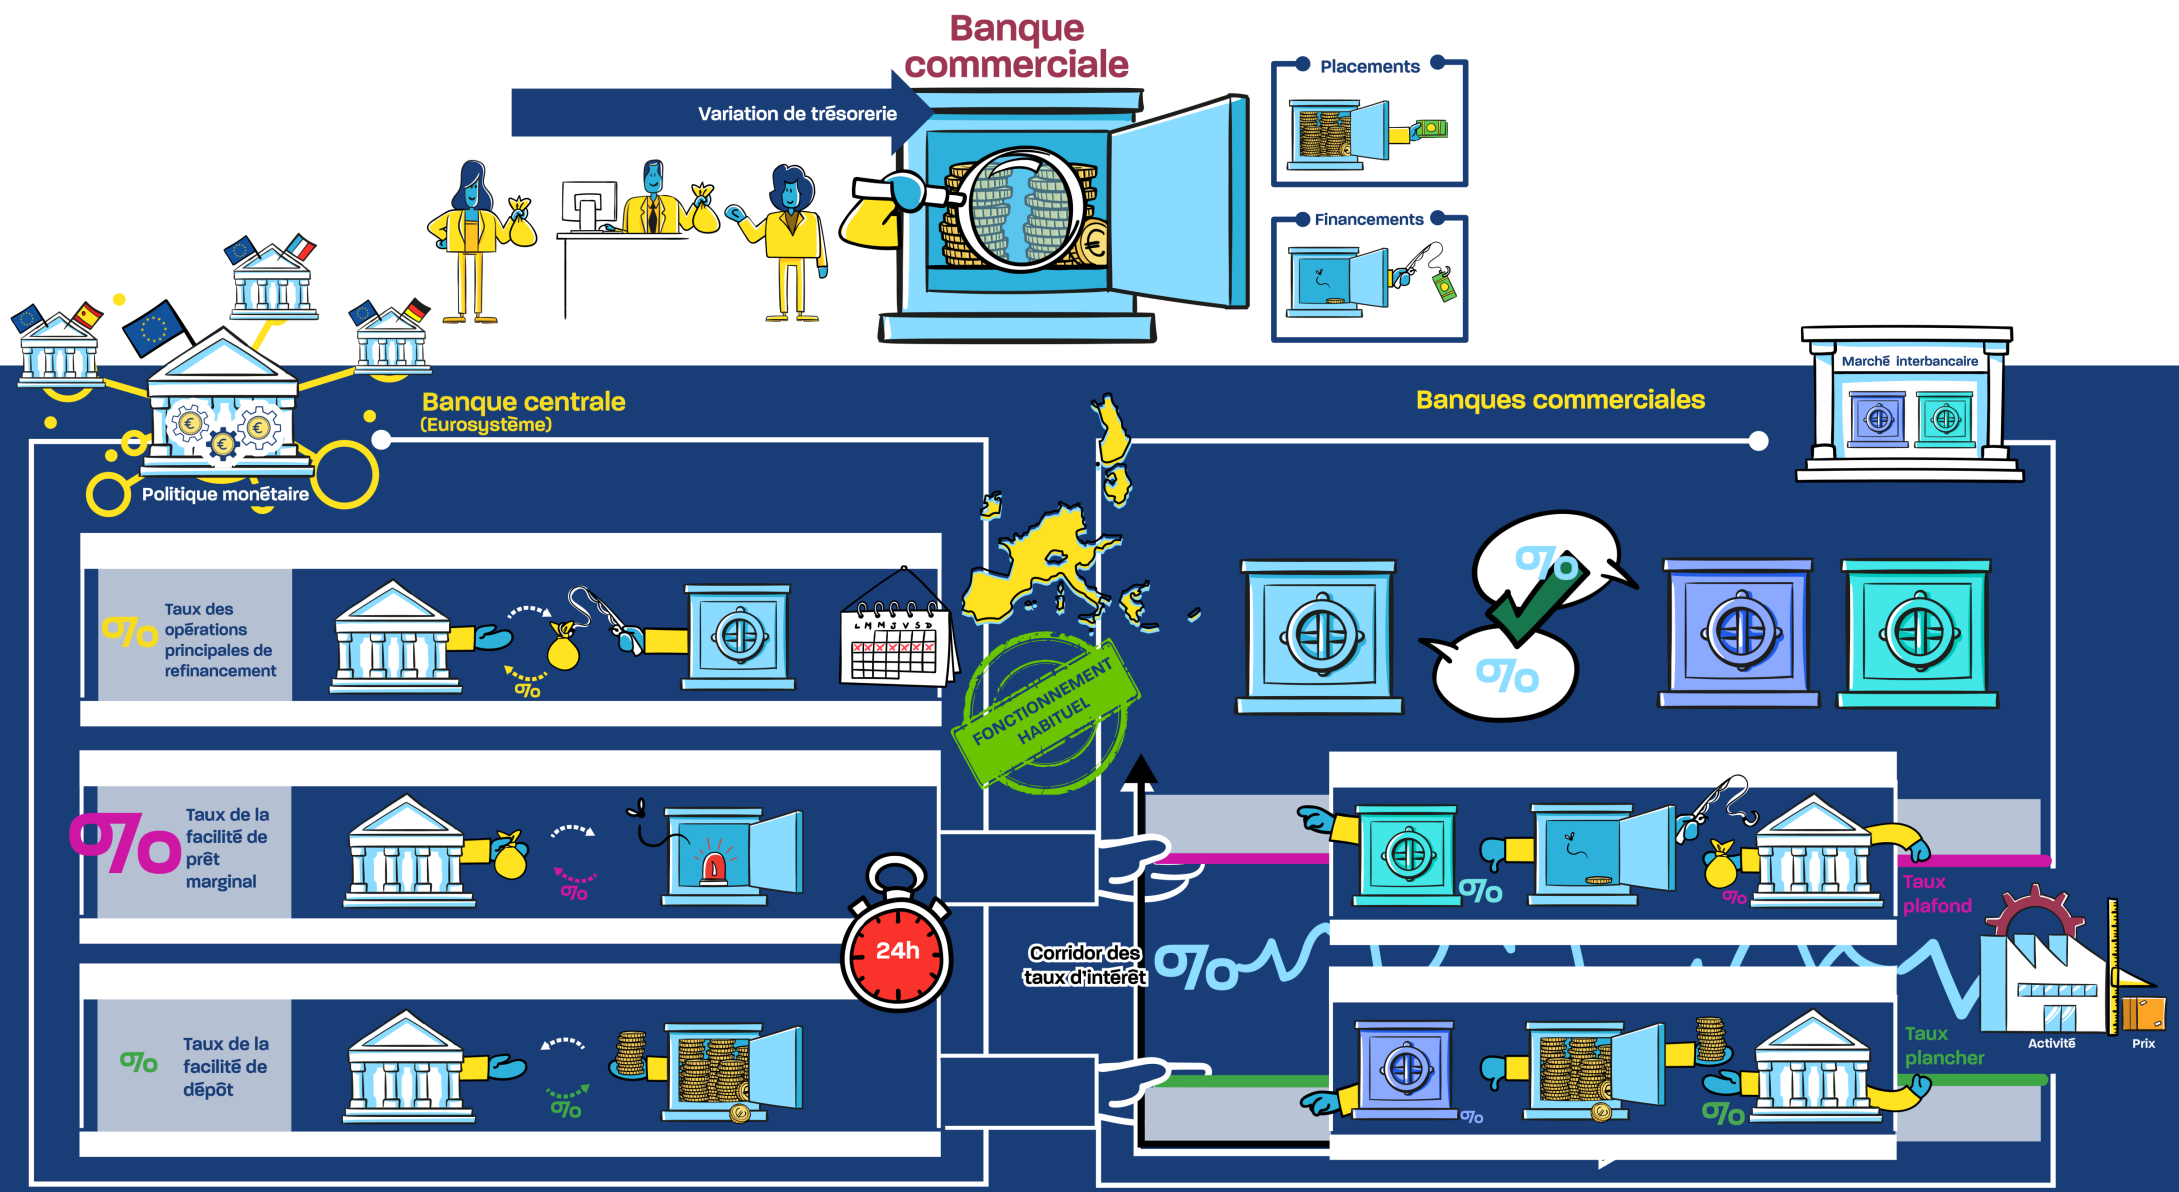 Banque
commerciale
Variation de trésorerie
Placements
Financements
€
Marché interbancaire
Banque centrale
(Eurosystème)
Banques commerciales
€
€
€
Politique monétaire
%
Taux des
opérations
principales de
refinancement
%
L M M J V S D
%
%
FONCTIONNEMENT
HABITUEL
%
Taux de la
facilité de
prêt
marginal
%
24h
%
%
Taux
plafond
Corridor des
taux d'intérêt
%
%
Taux de la
facilité de
dépôt
%
%
%
Taux
plancher
Activité
Prix